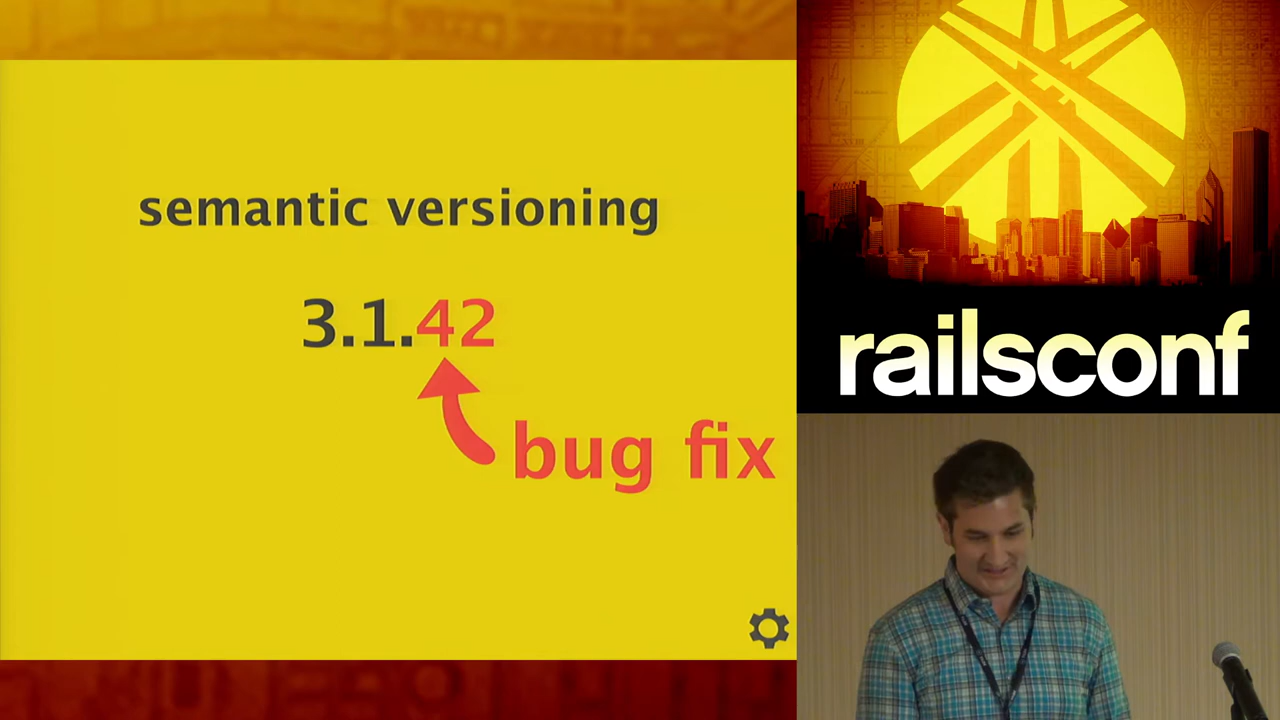 semantic versioning
3.1.42
bug fix
railsconf